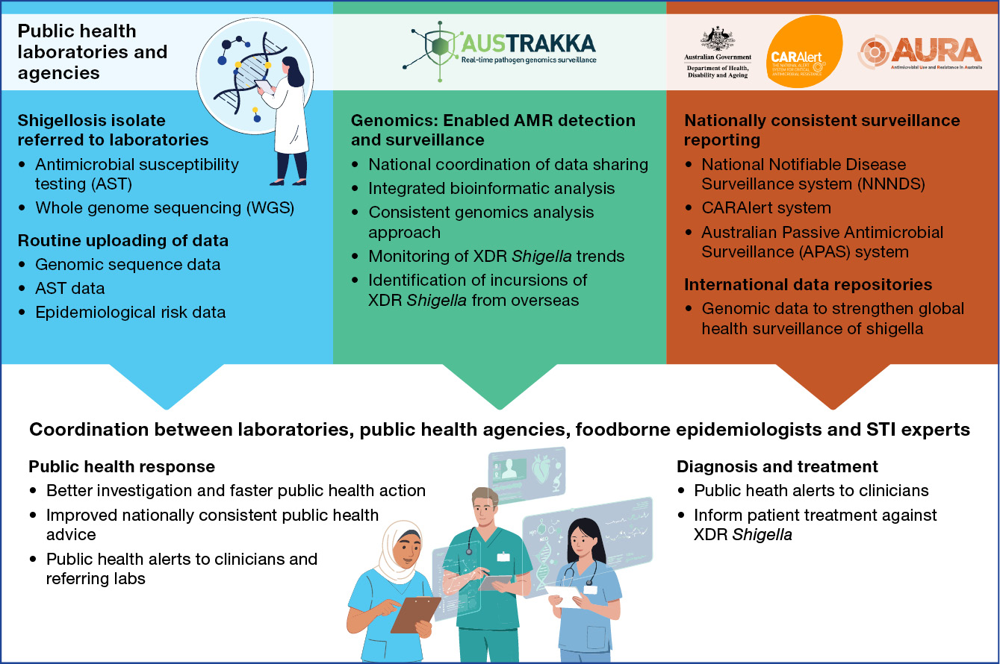 Public health
laboratories and
agencies
AUSTRAKKA
Real-time pathogen genomics surveillance
Australian Government
Department of Health,
Disability and Ageing
CARAlert
THE NATIONAL ALERT
SYSTEM FOR CRITICAL
ANTIMICROBIAL RESISTANCE
AURA
Antimicrobial Use and Resistance in Australia
Shigellosis isolate
referred to laboratories
• Antimicrobial susceptibility
testing (AST)
• Whole genome sequencing (WGS)
Routine uploading of data
• Genomic sequence data
• AST data
• Epidemiological risk data
Genomics: Enabled AMR detection
and surveillance
• National coordination of data sharing
• Integrated bioinformatic analysis
• Consistent genomics analysis
approach
• Monitoring of XDR Shigella trends
• Identification of incursions of
XDR Shigella from overseas
Nationally consistent surveillance
reporting
• National Notifiable Disease
Surveillance system (NNNDS)
• CARAlert system
• Australian Passive Antimicrobial
Surveillance (APAS) system
International data repositories
• Genomic data to strengthen global
health surveillance of shigella
Coordination between laboratories, public health agencies, foodborne epidemiologists and STI experts
Public health response
• Better investigation and faster public health action
• Improved nationally consistent public health
advice
• Public health alerts to clinicians and
referring labs
Diagnosis and treatment
• Public heath alerts to clinicians
• Inform patient treatment against
XDR Shigella